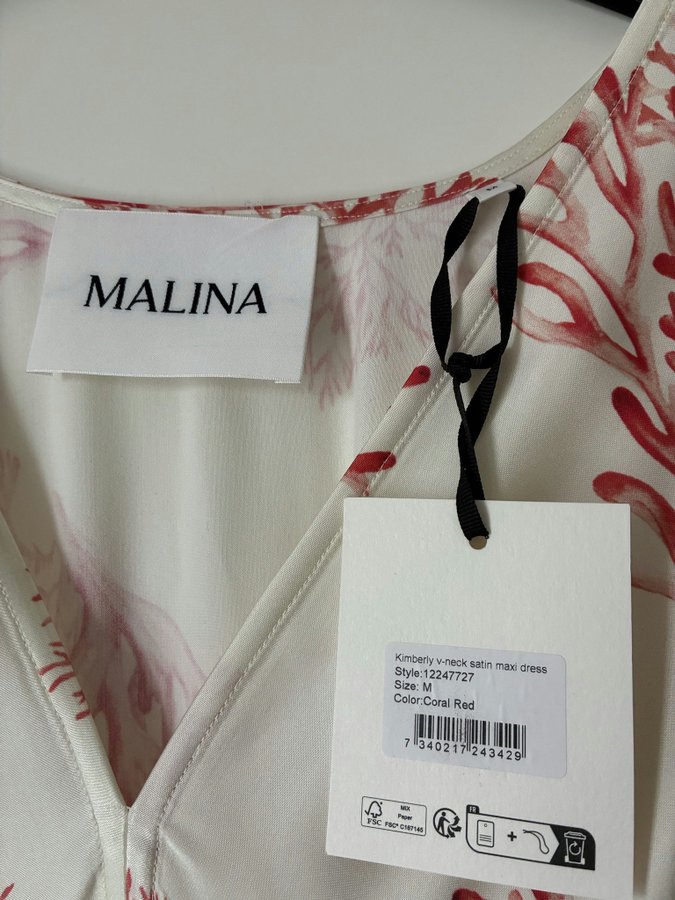 MALINA
M
Kimberly v-neck satin maxi dress
Style:12247727
Size: M
Color:Coral Red
7 340217 243429
FSC
MIX
Paper
FSC® C167145
FR
+